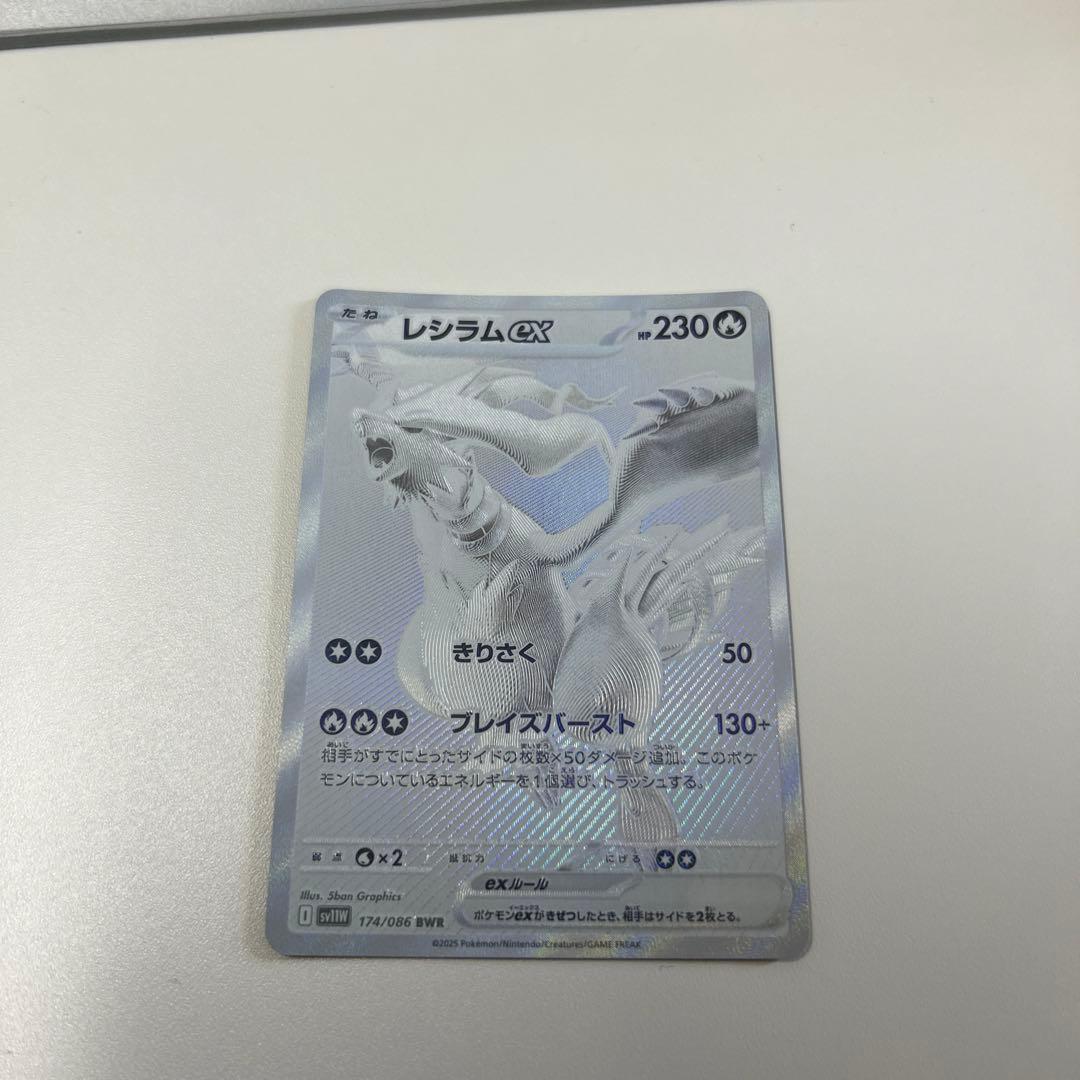 たね レシラムex HP230
きりさく 50
ブレイズバースト 130+
相手がすでにとったサイドの枚数×50ダメージ追加。このポケ
モンについているエネルギーを1個選び、トラッシュする。
弱点 ×2 抵抗力 にげる
exルール
Illus. 5ban Graphics
I sv11W 174/086 BWR
ポケモンexがきぜつしたとき、相手はサイドを2枚とる。
©2025 Pokémon/Nintendo/Creatures/GAME FREAK